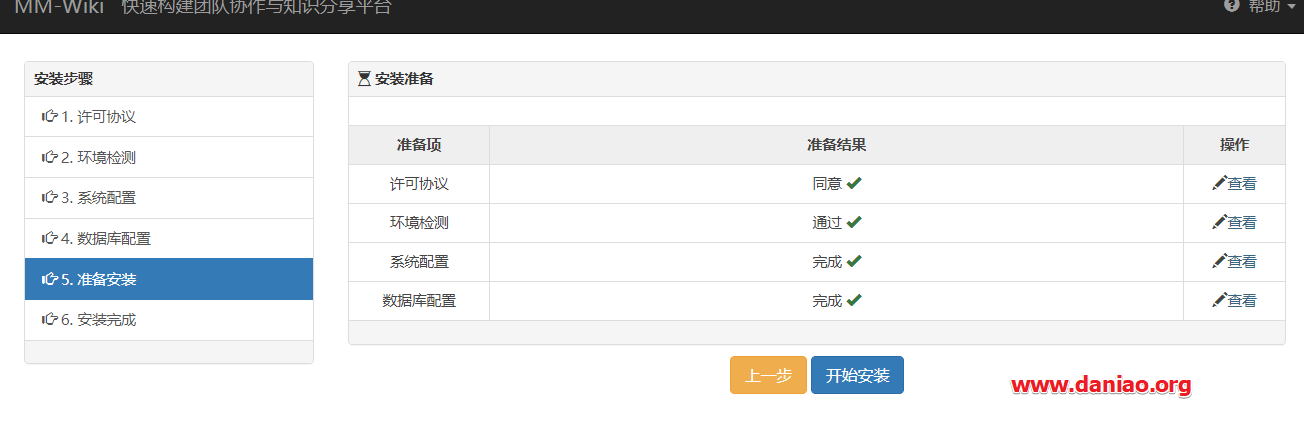 MM-Wiki 快速构建团队协作与知识分享平台 帮助
安装步骤
1. 许可协议
2. 环境检测
3. 系统配置
4. 数据库配置
5. 准备安装
6. 安装完成
安装准备
准备项 准备结果 操作
许可协议 同意 查看
环境检测 通过 查看
系统配置 完成 查看
数据库配置 完成 查看
上一步 开始安装
www.daniao.org